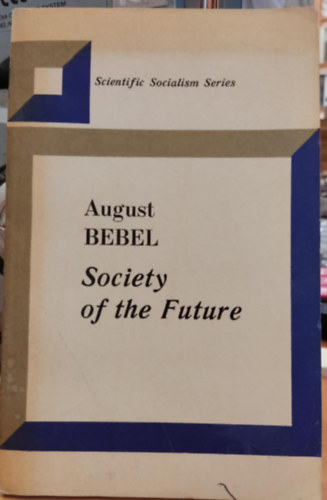 Scientific Socialism Series
August
BEBEL
Society
of the Future